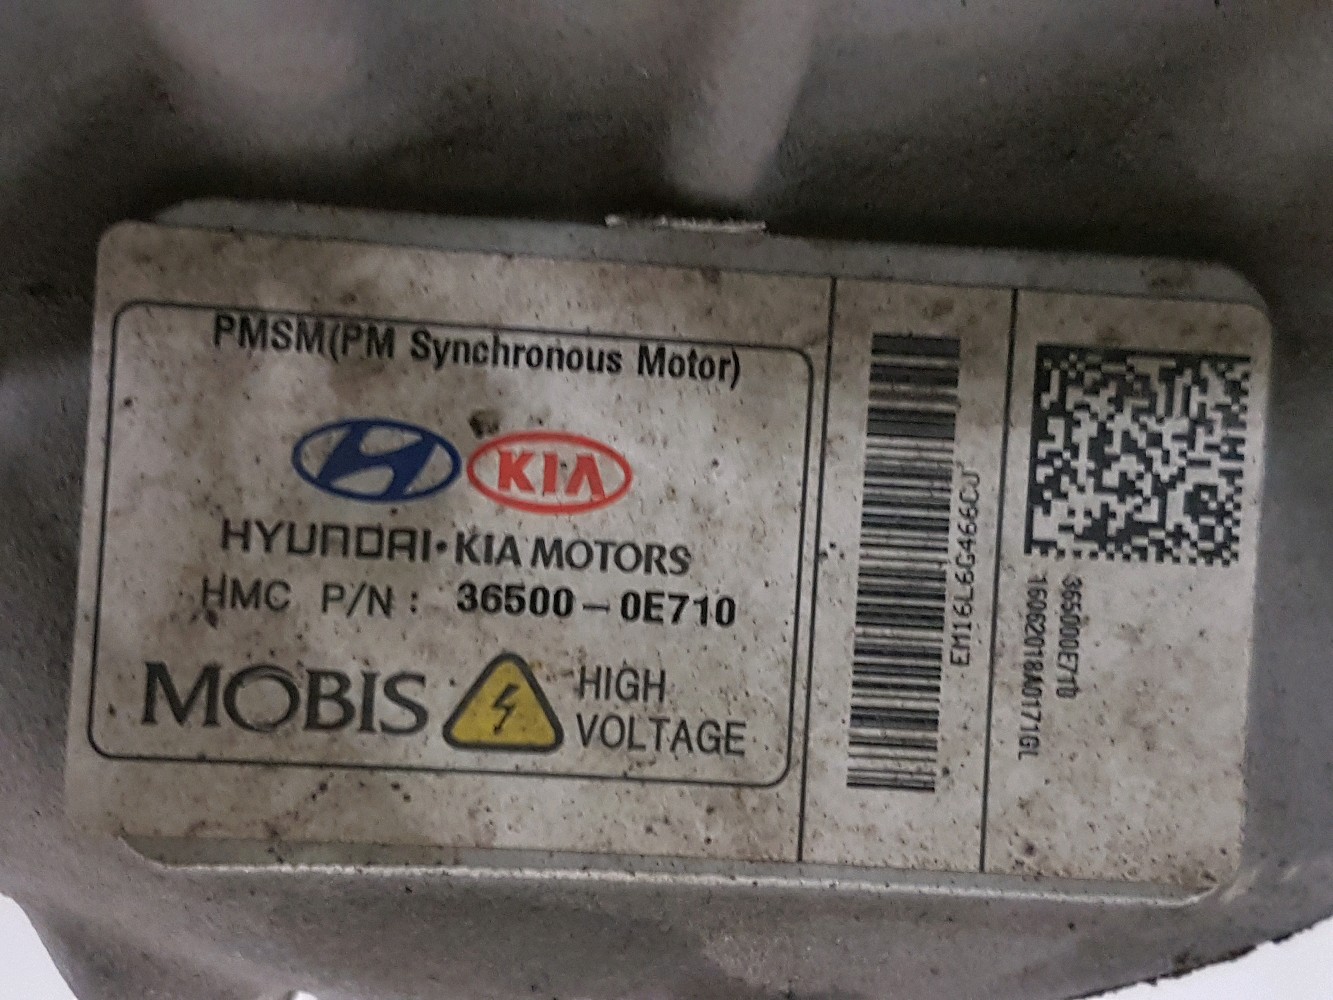 PMSM(PM Synchronous Motor)
KIA
HYUNDAI•KIA MOTORS
HMC P/N : 36500-0E710
MOBIS
HIGH
VOLTAGE
EM16L6G466CJ
365000E710
16062018A0171GL